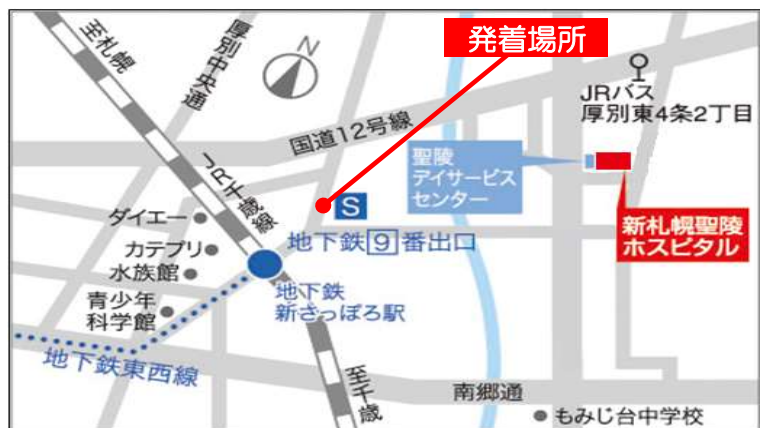 至札幌
厚別中央通
N
発着場所
JRバス
厚別東4条2丁目
国道12号線
聖陵
デイサービス
センター
JR千歳線
S
新札幌聖陵
ホスピタル
ダイエー
地下鉄9番出口
カテプリ
水族館
地下鉄
新さっぽろ駅
青少年
科学館
地下鉄東西線
至千歳
南郷通
もみじ台中学校